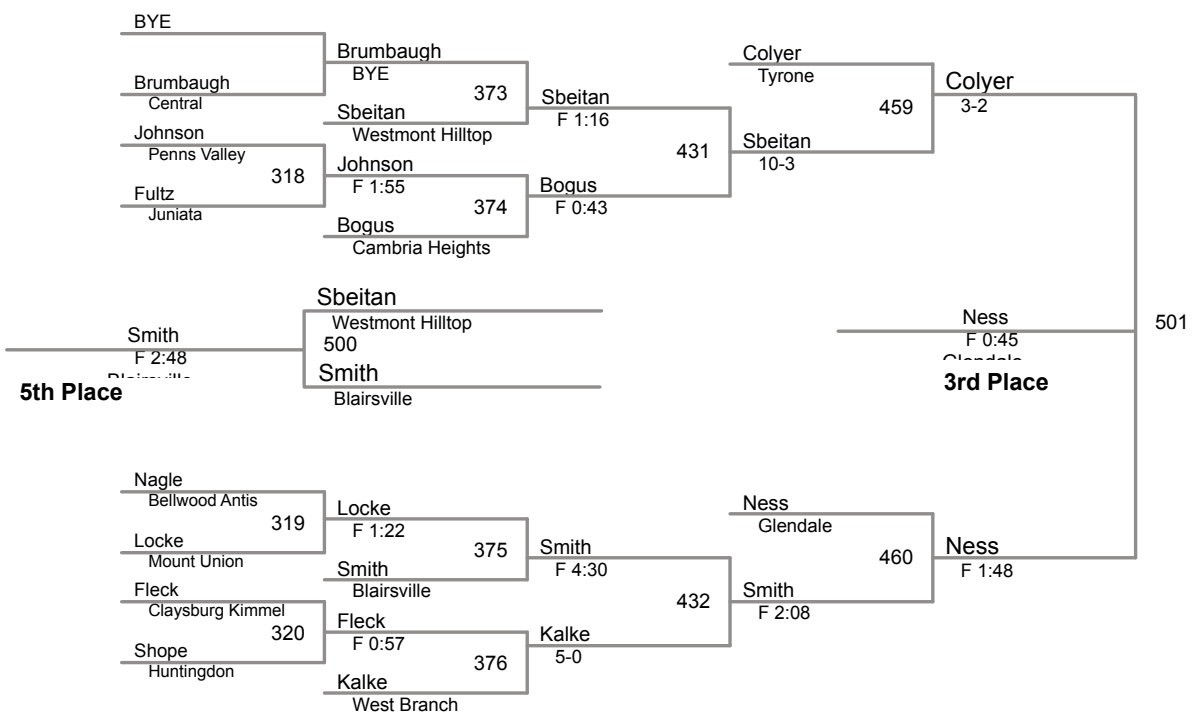 BYE
Brumbaugh
Central
Johnson
Penns Valley
318
Fultz
Juniata
Brumbaugh
BYE
373
Sbeitan
Westmont Hilltop
Johnson
F 1:55
374
Bogus
Cambria Heights
Sbeitan
F 1:16
431
Bogus
F 0:43
Colyer
Tyrone
459
Sbeitan
10-3
Colyer
3-2
Sbeitan
Westmont Hilltop
500
Smith
Blairsville
Smith
F 2:48
5th Place
Ness
F 0:45
3rd Place
501
Nagle
Bellwood Antis
319
Locke
Mount Union
Fleck
Claysburg Kimmel
320
Shope
Huntingdon
Locke
F 1:22
375
Smith
Blairsville
Fleck
F 0:57
376
Kalke
West Branch
Smith
F 4:30
432
Kalke
5-0
Ness
Glendale
460
Smith
F 2:08
Ness
F 1:48